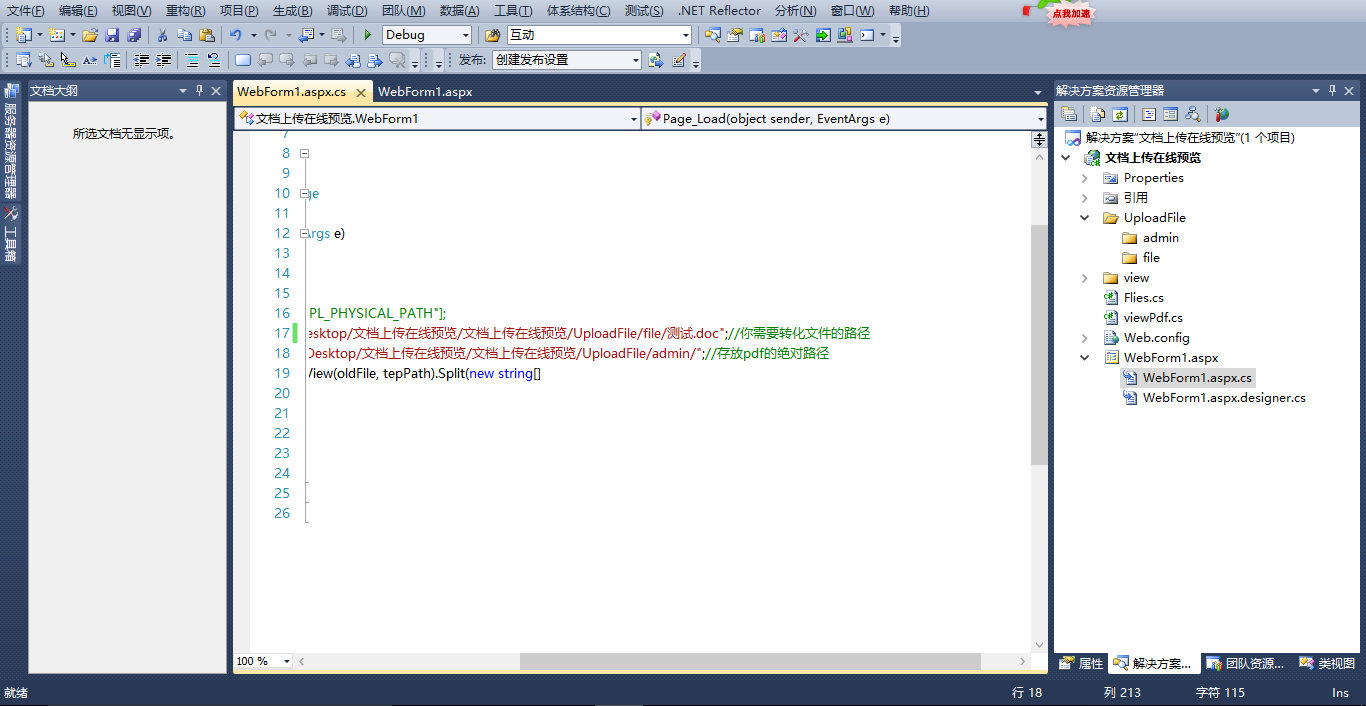 文件(F) 编辑(E) 视图(V) 重构(R) 项目(P) 生成(B) 调试(D) 团队(M) 数据(A) 工具(T) 体系结构(C) 测试(S) .NET Reflector 分析(N) 窗口(W) 帮助(H)
点我加速
Debug 互动
发布: 创建发布设置
服务器资源管理器
工具箱
文档大纲
所选文档无显示项。
WebForm1.aspx.cs WebForm1.aspx
文档上传在线预览.WebForm1 Page_Load(object sender, EventArgs e)
7
8
9
10 ge
11
12 Args e)
13
14
15
16 PL_PHYSICAL_PATH"];
17 esktop/文档上传在线预览/文档上传在线预览/UploadFile/file/测试.doc";//你需要转化文件的路径
18 Desktop/文档上传在线预览/文档上传在线预览/UploadFile/admin/";//存放pdf的绝对路径
19 View(oldFile, tepPath).Split(new string[]
20
21
22
23
24
25
26
100 %
解决方案资源管理器
解决方案"文档上传在线预览"(1 个项目)
文档上传在线预览
Properties
引用
UploadFile
admin
file
view
Flies.cs
viewPdf.cs
Web.config
WebForm1.aspx
WebForm1.aspx.cs
WebForm1.aspx.designer.cs
属性 解决方案... 团队资源... 类视图
就绪 行 18 列 213 字符 115 Ins